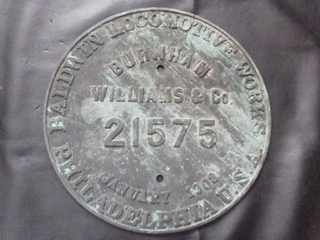 BALDWIN LOCOMOTIVE WORKS
BURNHAM
WILLIAMS & Co.
21575
JANUARY 1903
PHILADELPHIA U.S.A.